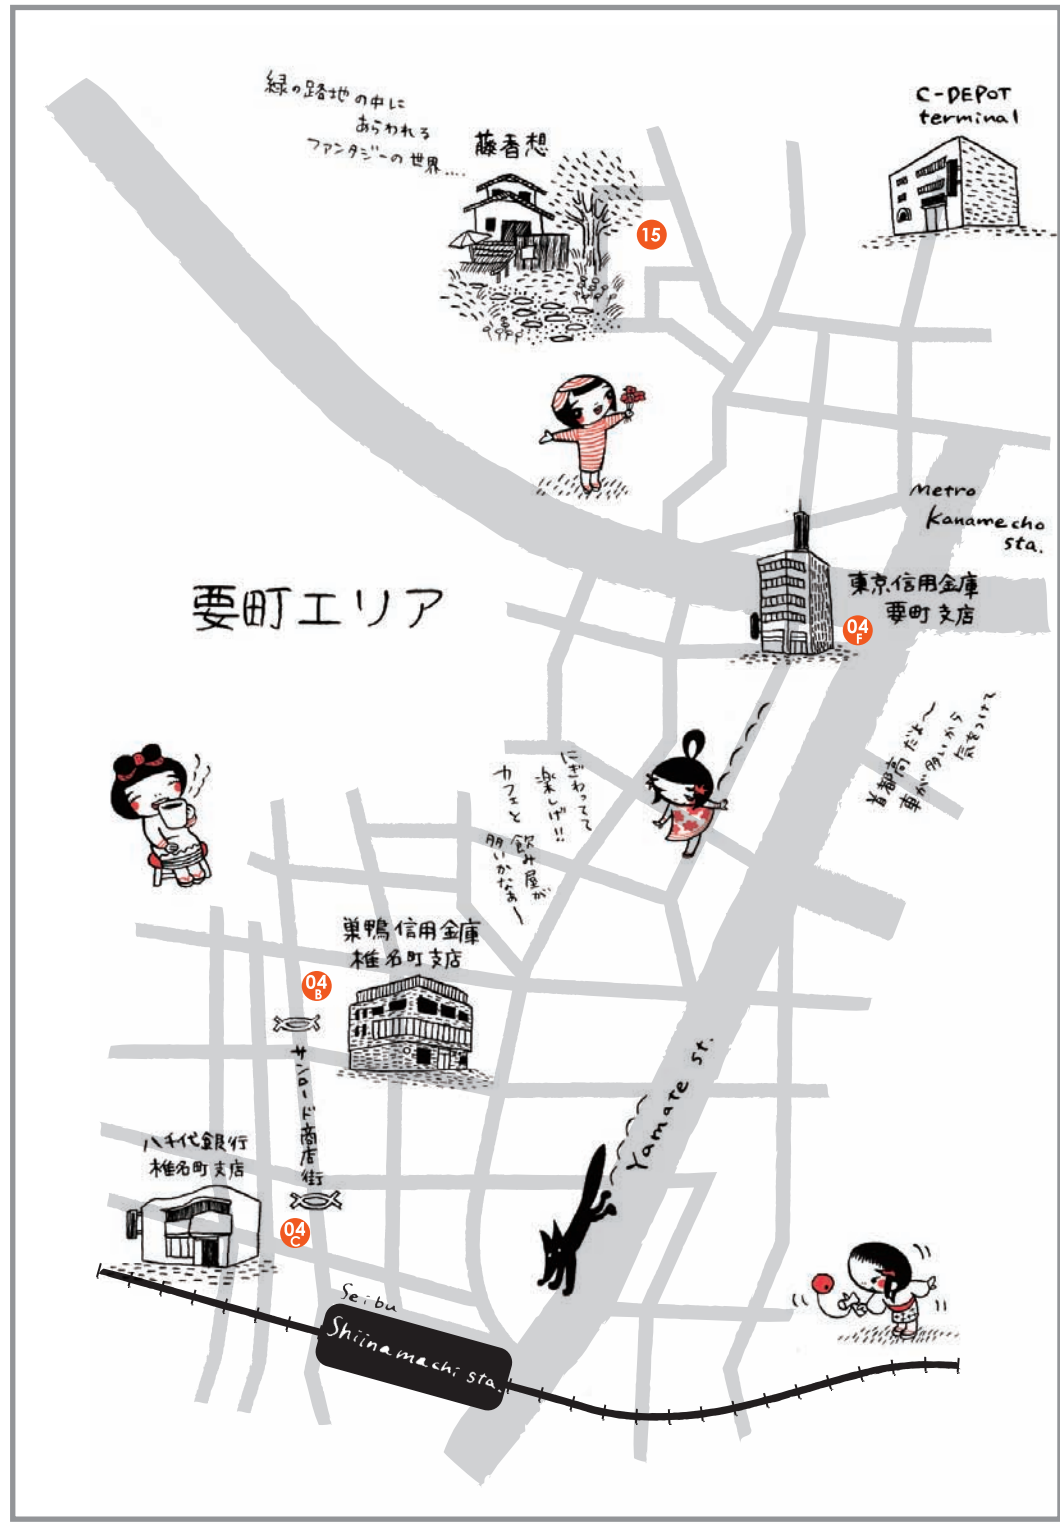 緑の路地の中に
あらわれる
ファンタジーの世界....
藤香想
C-DEPOT
terminal
15
Metro
Kanamecho
sta.
東京信用金庫
要町支店
04
F
要町エリア
首都高だよ〜
車が多いから
気をつけて
にぎわってて
楽しげ!!
カフェと飲み屋が
多いかなぁ〜
巣鴨信用金庫
椎名町支店
04
B
サンロード商店街
Yamate st.
八千代銀行
椎名町支店
04
C
Seibu
Shiinamachi sta.